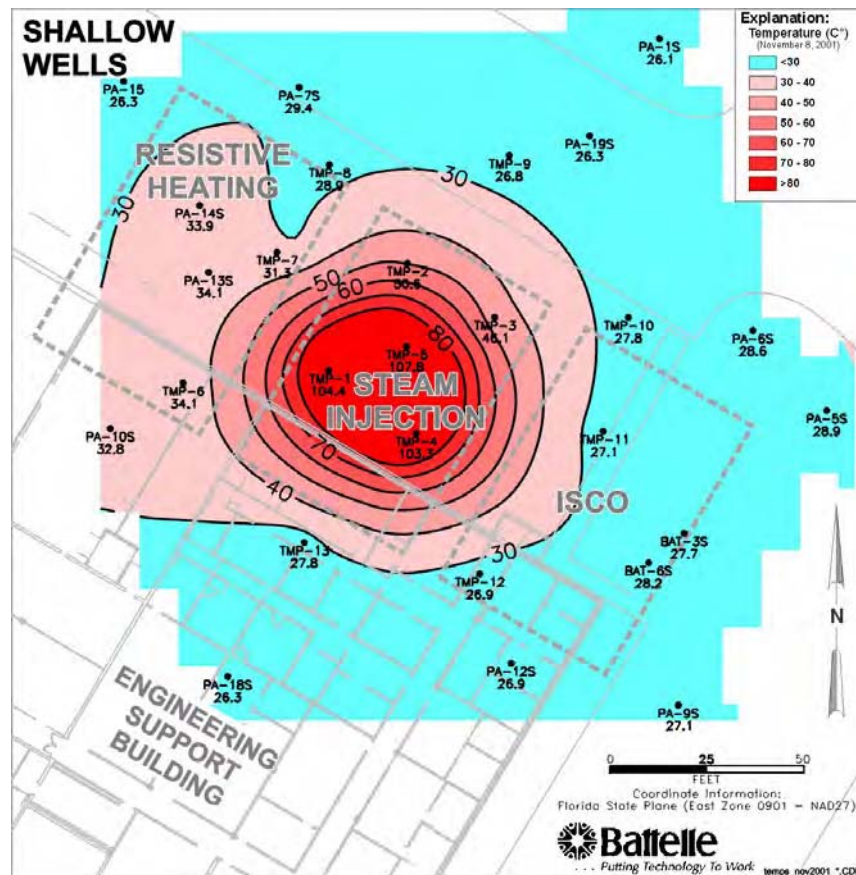 SHALLOW
WELLS
Explanation:
Temperature (C°)
(November 8, 2001)
<30
30 - 40
40 - 50
50 - 60
60 - 70
70 - 80
>80
PA-1S
26.1
PA-15
26.3
PA-7S
29.4
PA-19S
26.3
RESISTIVE
HEATING
TMP-8
28.9
TMP-9
26.8
30
30
PA-14S
33.9
TMP-7
31.3
TMP-2
PA-13S
34.1
50
60
TMP-3
46.1
TMP-10
27.8
PA-6S
28.6
80
TMP-5
107.8
TMP-1
104.4
STEAM
INJECTION
TMP-6
34.1
PA-5S
28.9
PA-10S
32.8
TMP-4
103.3
TMP-11
27.1
70
40
ISCO
30
TMP-13
27.8
BAT-3S
27.7
BAT-6S
28.2
TMP-12
26.9
N
PA-18S
26.3
PA-12S
26.9
PA-9S
27.1
ENGINEERING
SUPPORT
BUILDING
0 25 50
FEET
Coordinate Information:
Florida State Plane (East Zone 0901 - NAD27)
Battelle
. . . Putting Technology To Work
temps_nov2001_*.CDR